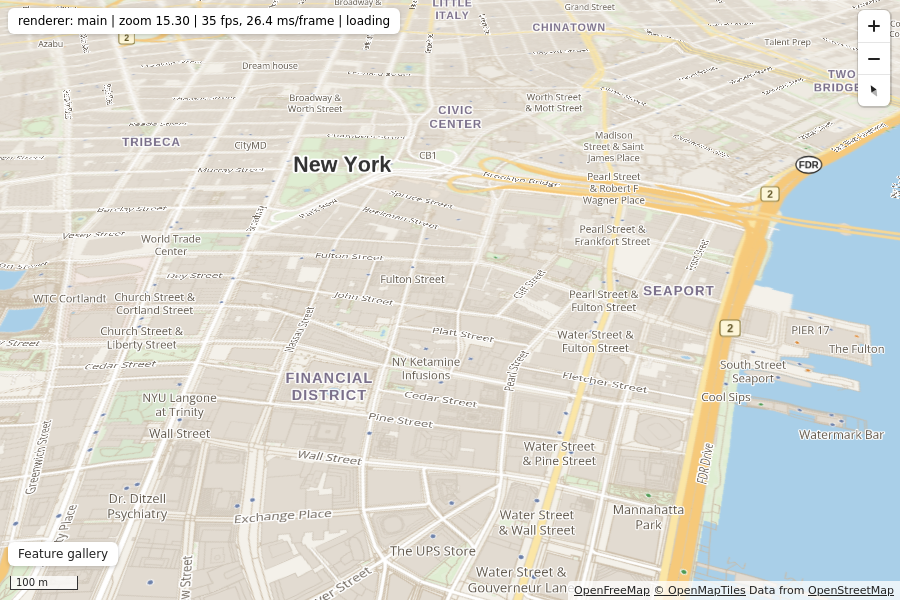 renderer: main | zoom 15.30 | 35 fps, 26.4 ms/frame | loading
Broadway &
LITTLE
ITALY
Grand Street
CHINATOWN
Azabu
2
Talent Prep
Dream house
TWO
BRIDGE
Broadway &
Worth Street
Worth Street
& Mott Street
CIVIC
CENTER
TRIBECA
CityMD
Madison
Street & Saint
James Place
CB1
New York
FDR
Murray Street
Brooklyn Bridge
Pearl Street
& Robert F
Wagner Place
2
Spruce Street
Barclay Street
Beekman Street
Park Street
Vesey Street
World Trade
Center
Pearl Street &
Frankfort Street
Fulton Street
Dey Street
Fulton Street
Cliff Street
Front Street
SEAPORT
WTC Cortlandt
Church Street &
Cortland Street
John Street
Pearl Street &
Fulton Street
Nassau Street
Platt Street
2
PIER 17
Church Street &
Liberty Street
Water Street &
Fulton Street
The Fulton
Cedar Street
NY Ketamine
Infusions
Pearl Street
South Street
Seaport
FINANCIAL
DISTRICT
Fletcher Street
Cool Sips
NYU Langone
at Trinity
Cedar Street
Pine Street
Wall Street
Watermark Bar
Greenwich Street
Wall Street
Water Street
& Pine Street
FDR Drive
Dr. Ditzell
Psychiatry
Exchange Place
Water Street
& Wall Street
Mannahatta
Park
Feature gallery
The UPS Store
Water Street &
Gouverneur Lan
100 m
OpenFreeMap © OpenMapTiles Data from OpenStreetMap